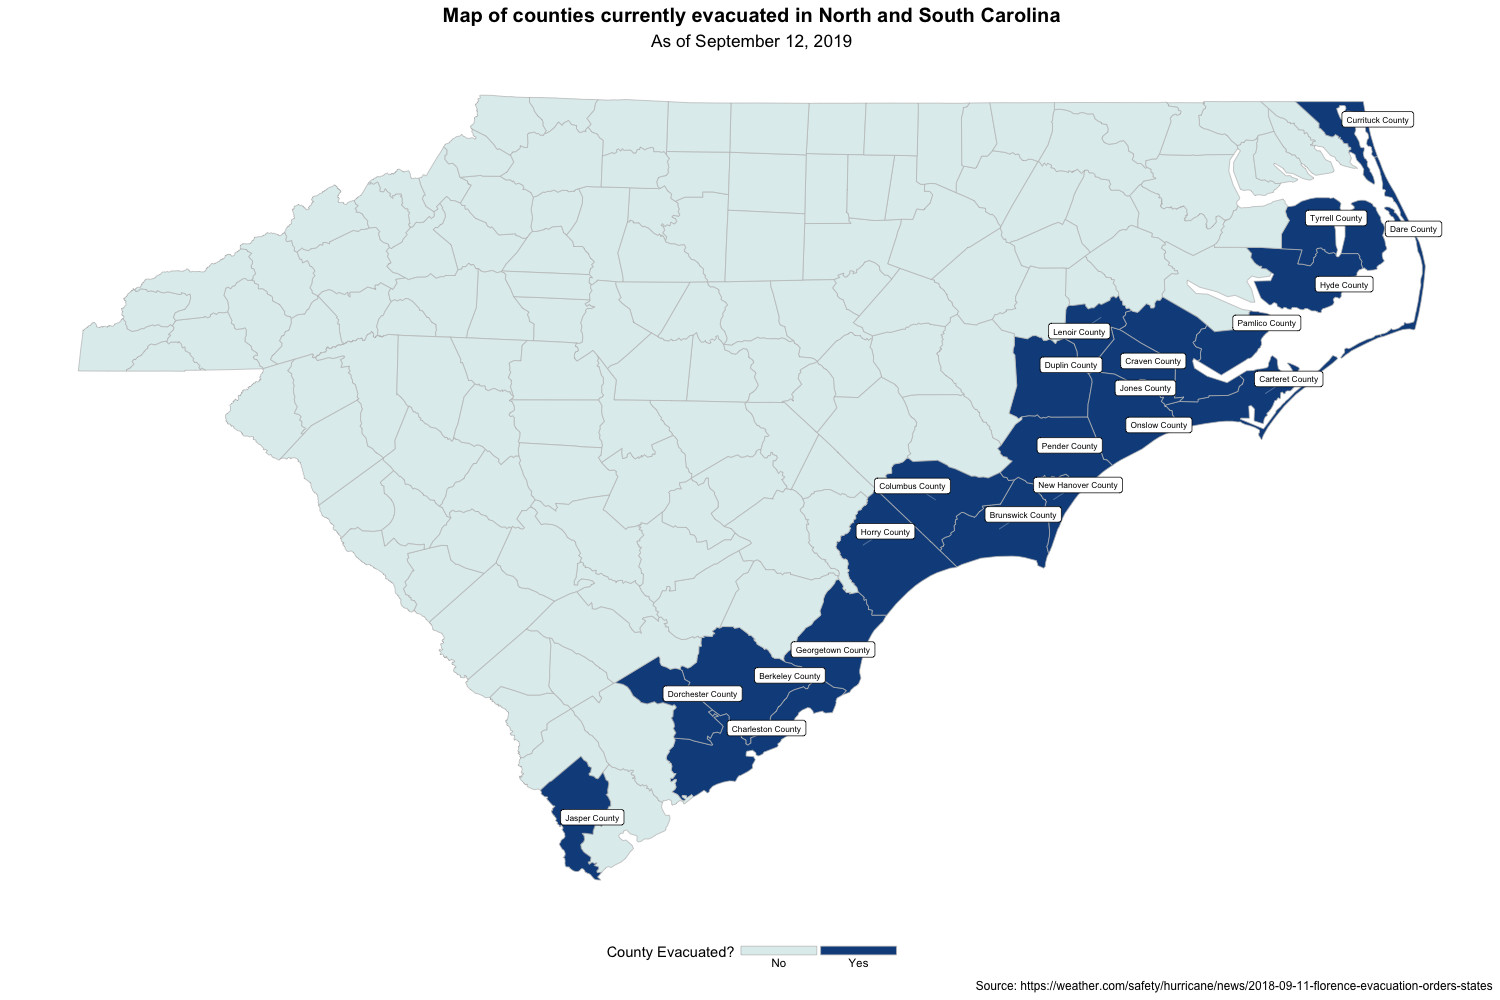 Map of counties currently evacuated in North and South Carolina
As of September 12, 2019
Currituck County
Tyrrell County
Dare County
Hyde County
Pamlico County
Lenoir County
Craven County
Duplin County
Carteret County
Jones County
Onslow County
Pender County
New Hanover County
Columbus County
Brunswick County
Horry County
Georgetown County
Berkeley County
Dorchester County
Charleston County
Jasper County
County Evacuated?
No
Yes
Source: https://weather.com/safety/hurricane/news/2018-09-11-florence-evacuation-orders-states